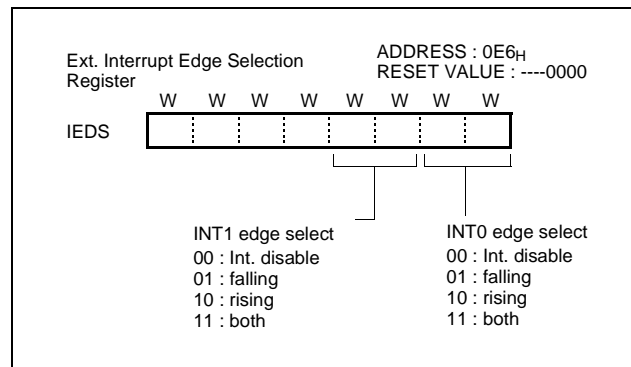 Ext. Interrupt Edge Selection
Register
ADDRESS : 0E6H
RESET VALUE : ----0000
W W W W W W W W
IEDS
INT1 edge select
00 : Int. disable
01 : falling
10 : rising
11 : both
INT0 edge select
00 : Int. disable
01 : falling
10 : rising
11 : both